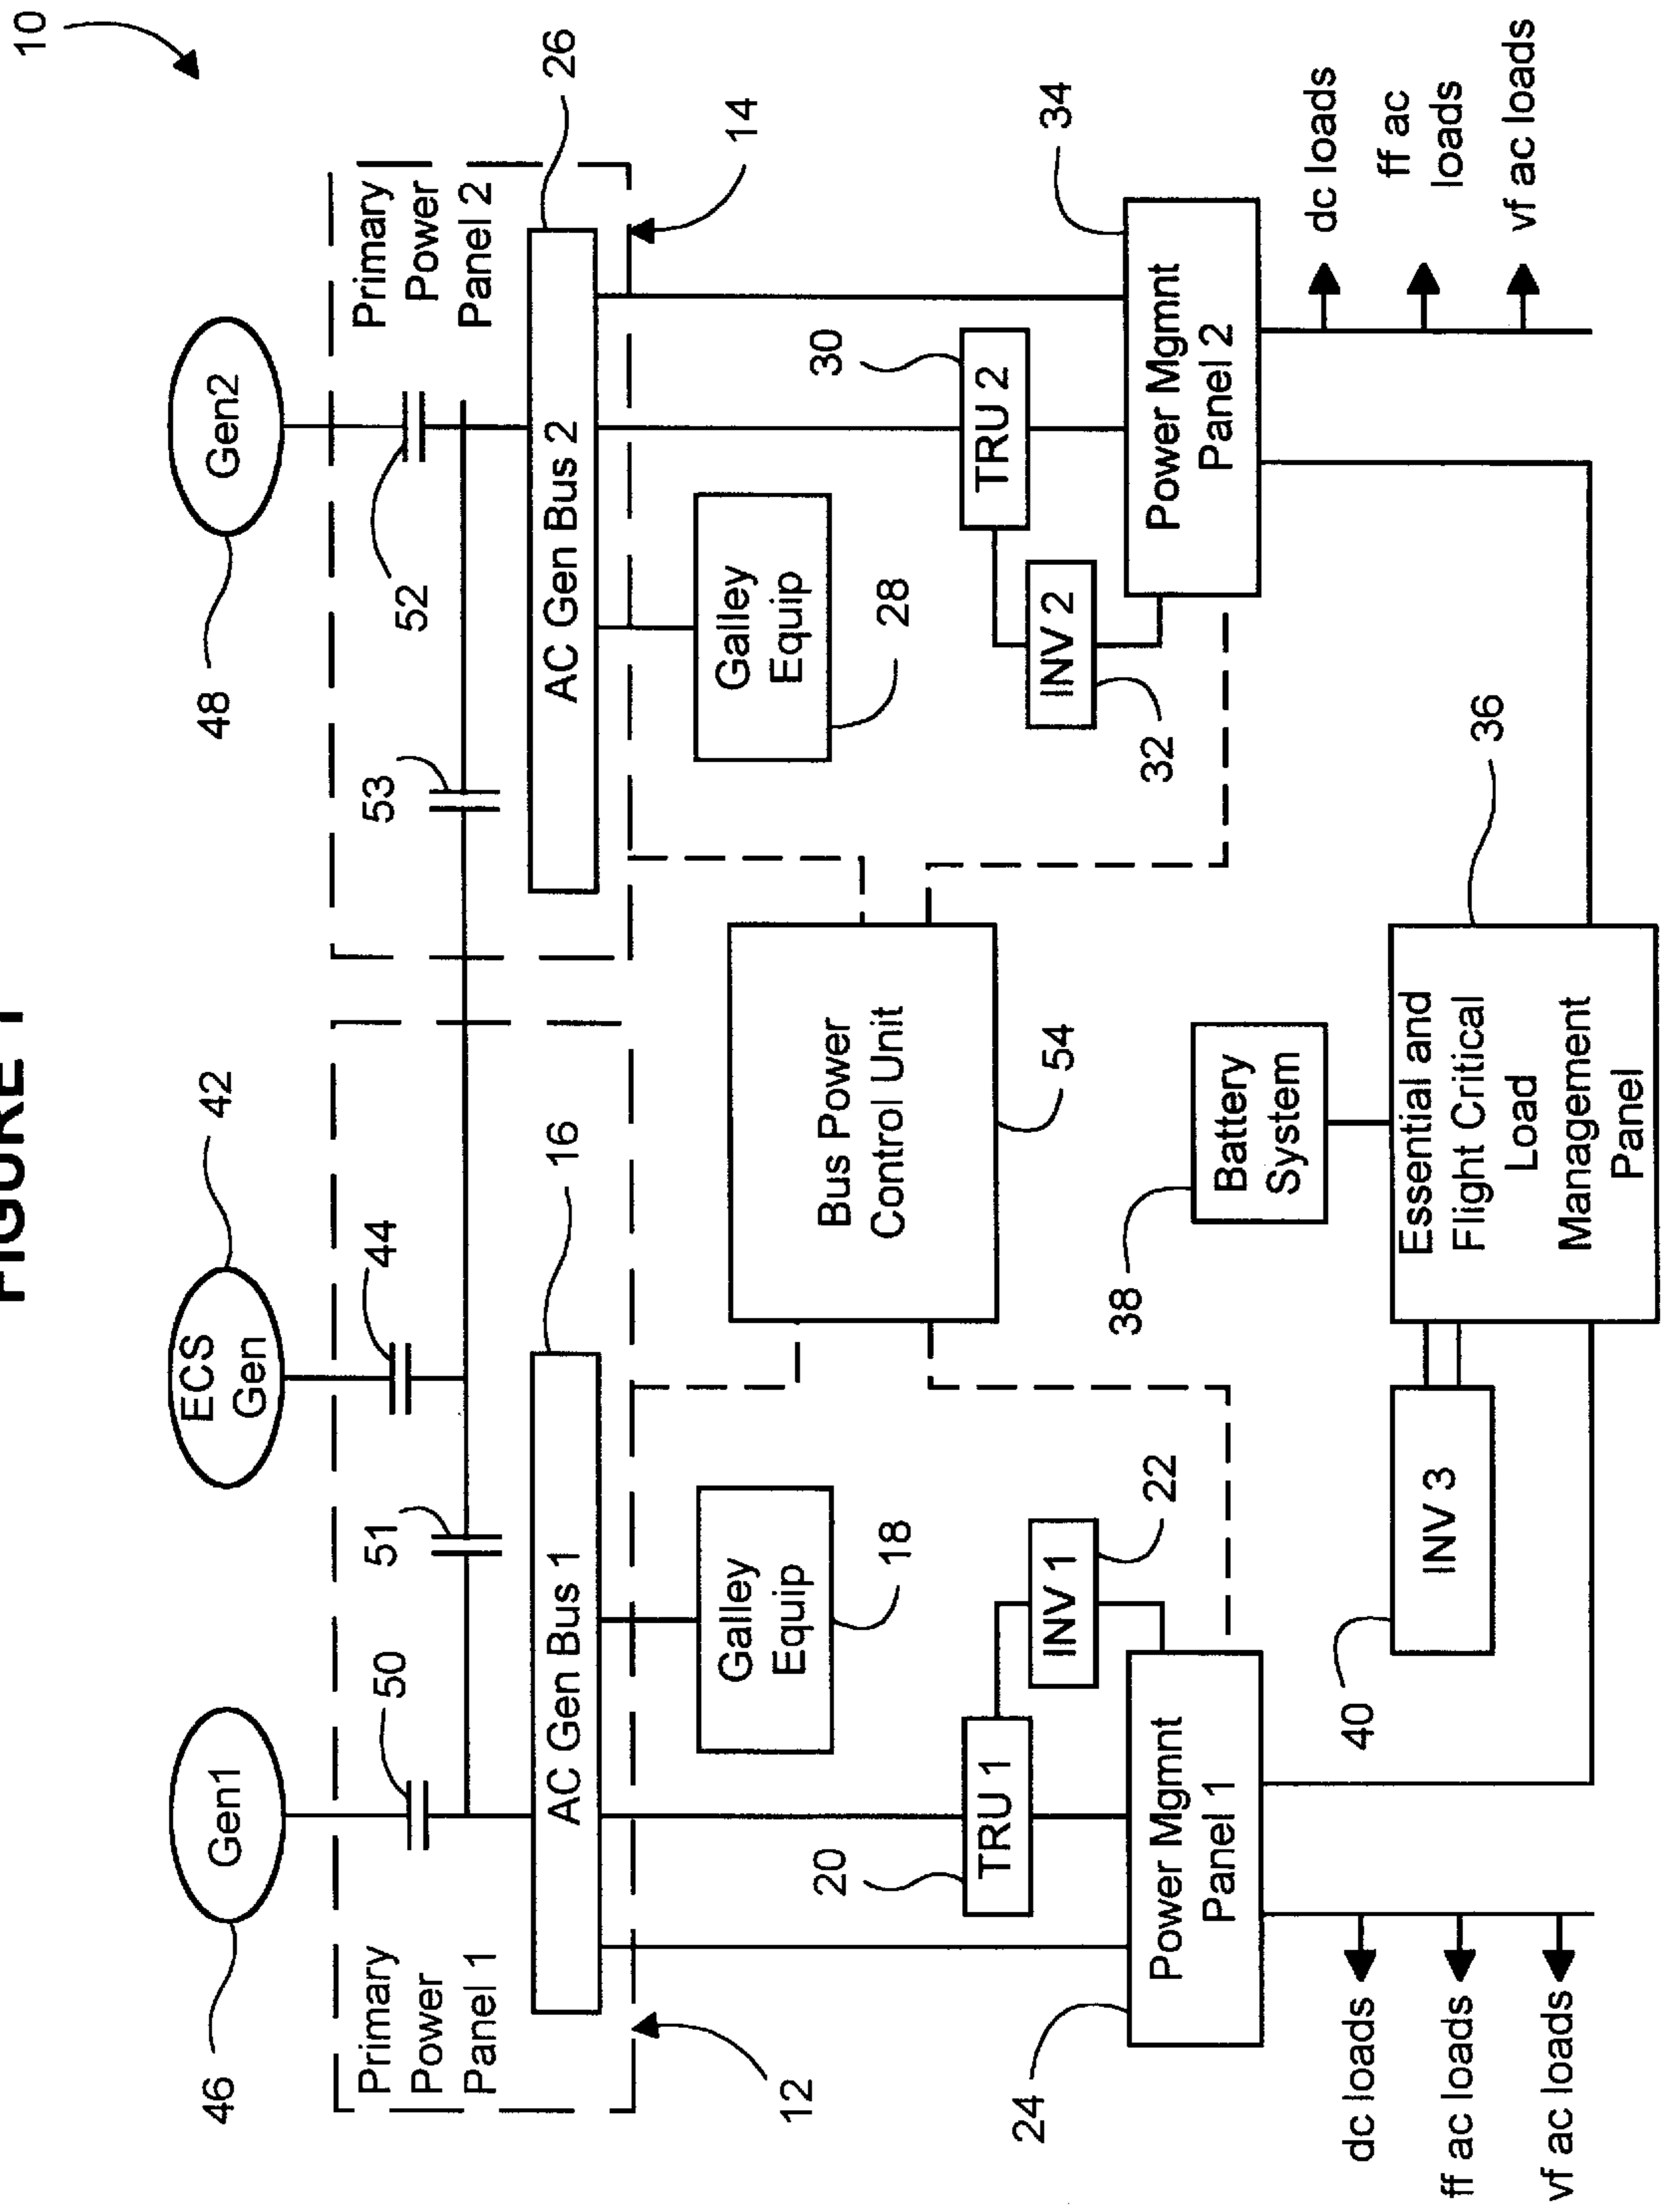 FIGURE 1
10
46
Gen1
42
ECS
Gen
48
Gen2
Primary
Power
Panel 1
50
51
44
53
52
Primary
Power
Panel 2
AC Gen Bus 1
16
AC Gen Bus 2
26
12
14
Galley
Equip
18
Bus Power
Control Unit
54
Galley
Equip
28
20
TRU 1
INV 1
22
30
TRU 2
INV 2
32
24
Power Mgmnt
Panel 1
34
Power Mgmnt
Panel 2
38
Battery
System
36
Essential and
Flight Critical
Load
Management
Panel
40
INV 3
dc loads
ff ac loads
vf ac loads
dc loads
ff ac
loads
vf ac loads